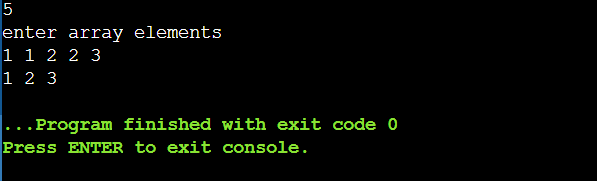 5
enter array elements
1 1 2 2 3
1 2 3
...Program finished with exit code 0
Press ENTER to exit console.